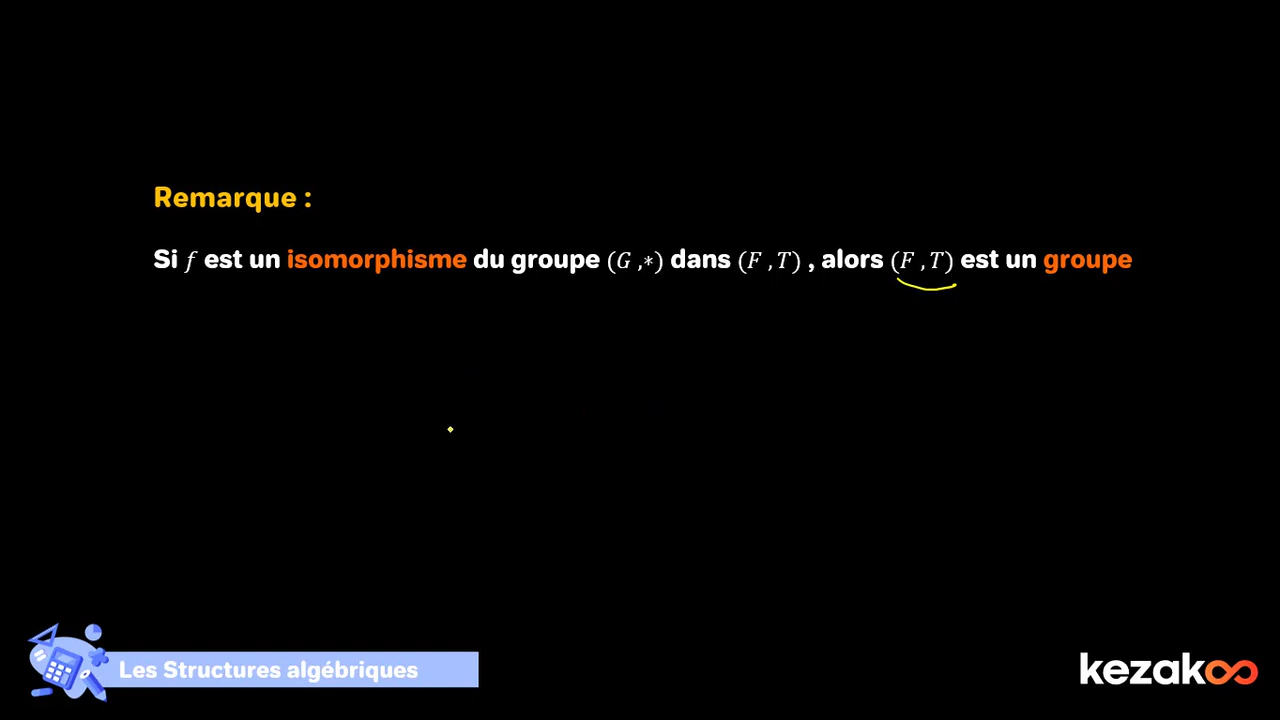 Remarque :
Si f est un isomorphisme du groupe (G ,*) dans (F ,T) , alors (F ,T) est un groupe
Les Structures algébriques
kezakoo